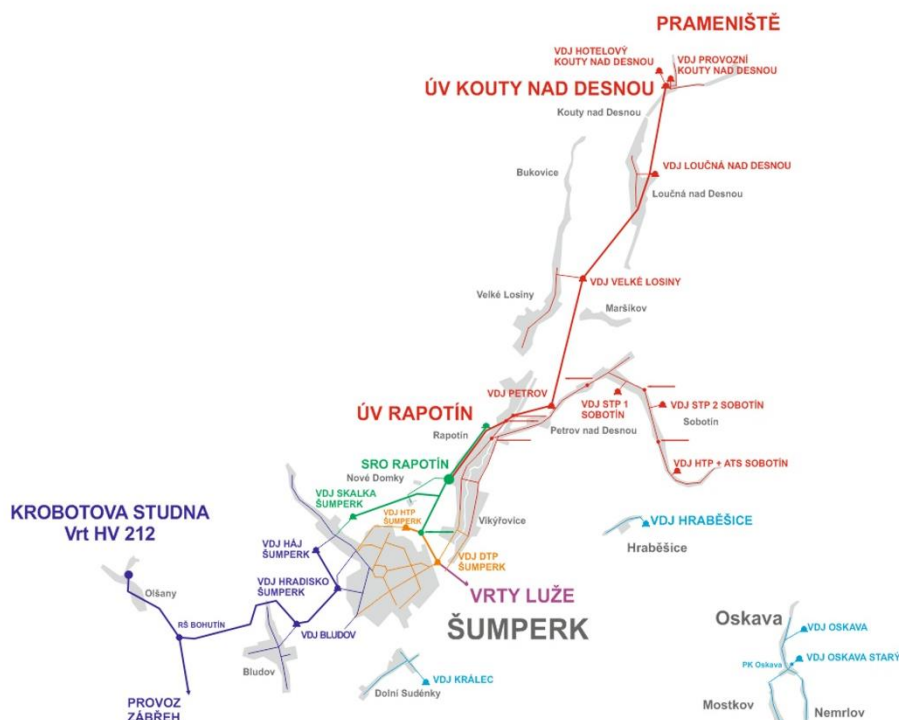 PRAMENIŠTĚ
VDJ HOTELOVÝ
KOUTY NAD DESNOU
VDJ PROVOZNÍ
KOUTY NAD DESNOU
ÚV KOUTY NAD DESNOU
Kouty nad Desnou
VDJ LOUČNÁ NAD DESNOU
Loučná nad Desnou
Bukovice
VDJ VELKÉ LOSINY
Velké Losiny
Maršíkov
VDJ PETROV
VDJ STP 1
SOBOTÍN
VDJ STP 2 SOBOTÍN
Sobotín
Petrov nad Desnou
ÚV RAPOTÍN
Rapotín
VDJ HTP + ATS SOBOTÍN
SRO RAPOTÍN
Nové Domky
VDJ SKALKA
ŠUMPERK
VDJ HTP
ŠUMPERK
Vikýřovice
KROBOTOVA STUDNA
Vrt HV 212
VDJ HRABĚŠICE
Hraběšice
VDJ HÁJ
ŠUMPERK
VDJ DTP
ŠUMPERK
VDJ HRADISKO
ŠUMPERK
Olšany
VRTY LUŽE
RŠ BOHUTÍN
VDJ BLUDOV
ŠUMPERK
Oskava
VDJ OSKAVA
PK Oskava
VDJ OSKAVA STARÝ
Bludov
VDJ KRÁLEC
Dolní Suděnky
PROVOZ
ZÁBŘEH
Mostkov
Nemrlov